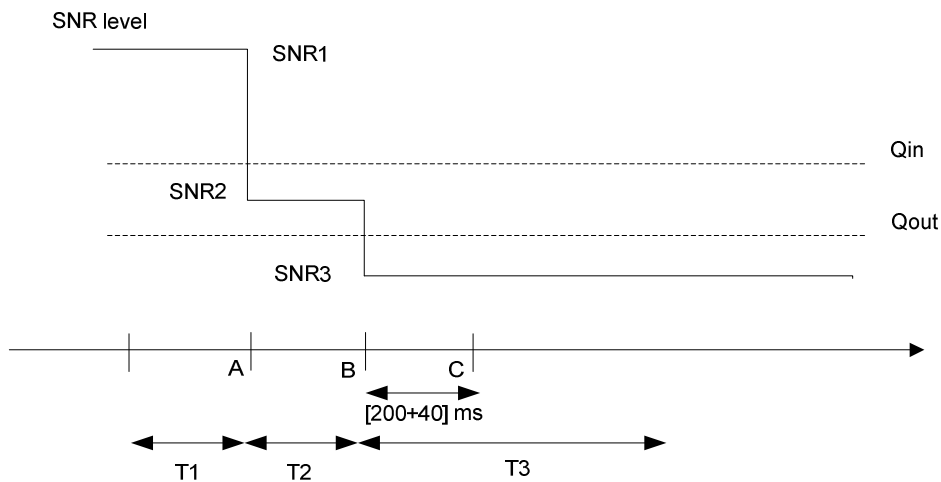 SNR level
SNR1
Qin
SNR2
Qout
SNR3
A
B
C
[200+40] ms
T1
T2
T3